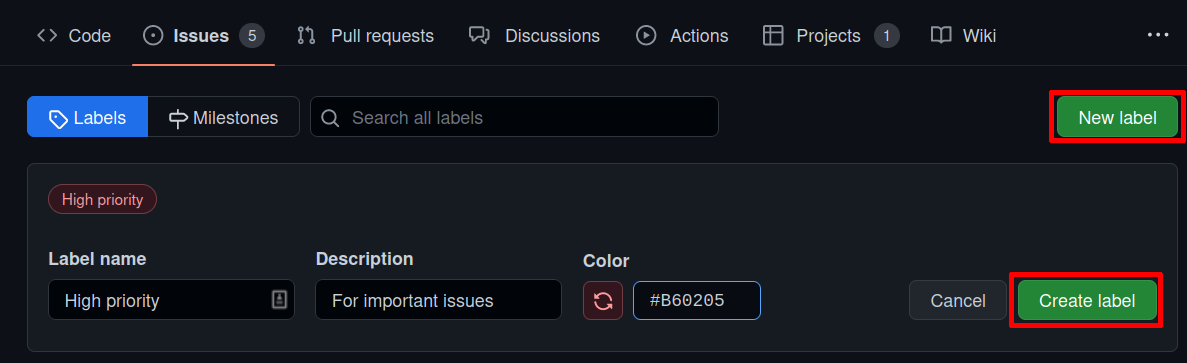 Code Issues 5 Pull requests Discussions Actions Projects 1 Wiki
Labels Milestones Search all labels New label
High priority
Label name Description Color
High priority For important issues #B60205 Cancel Create label